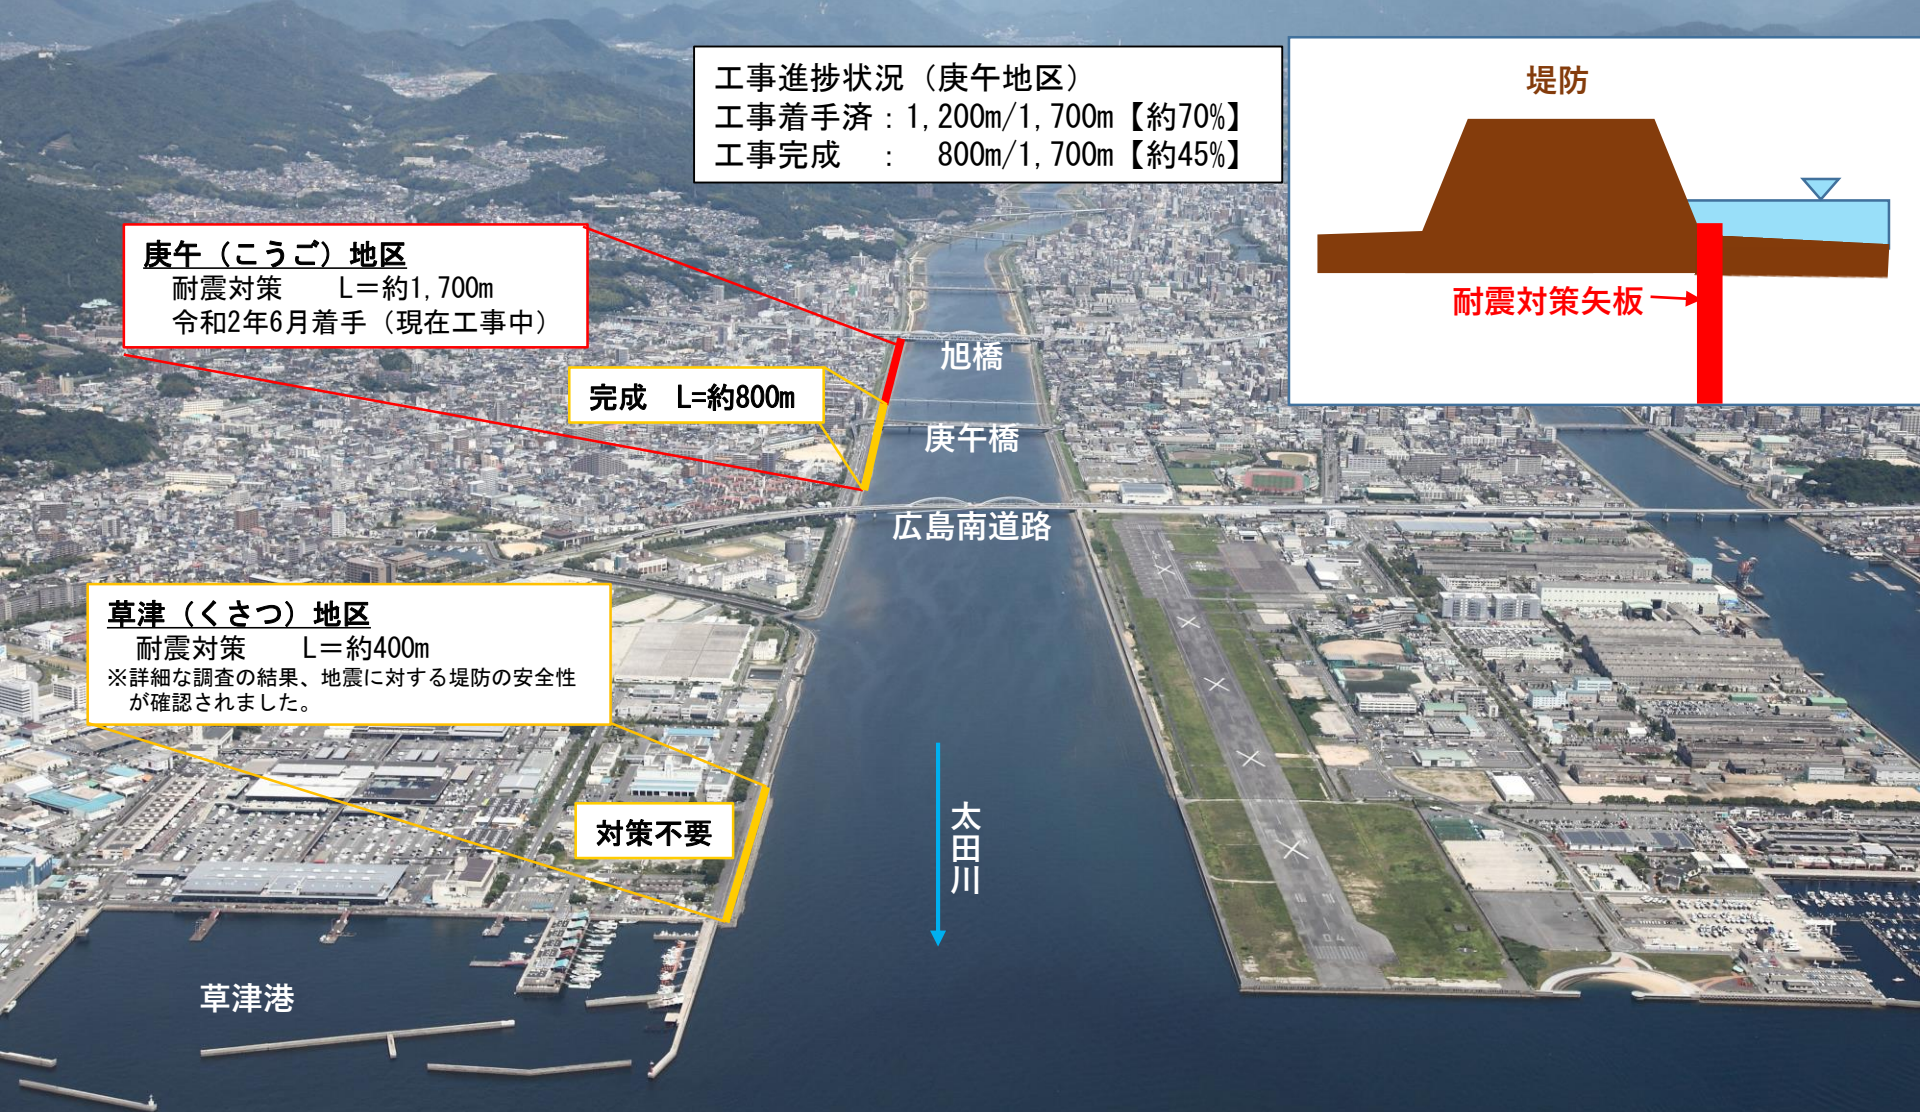 工事進捗状況（庚午地区）
工事着手済：1,200m/1,700m【約70%】
工事完成　：　800m/1,700m【約45%】
堤防
耐震対策矢板
庚午（こうご）地区
耐震対策　　L＝約1,700m
令和2年6月着手（現在工事中）
完成　L=約800m
旭橋
庚午橋
広島南道路
草津（くさつ）地区
耐震対策　　L＝約400m
※詳細な調査の結果、地震に対する堤防の安全性
が確認されました。
対策不要
太田川
草津港